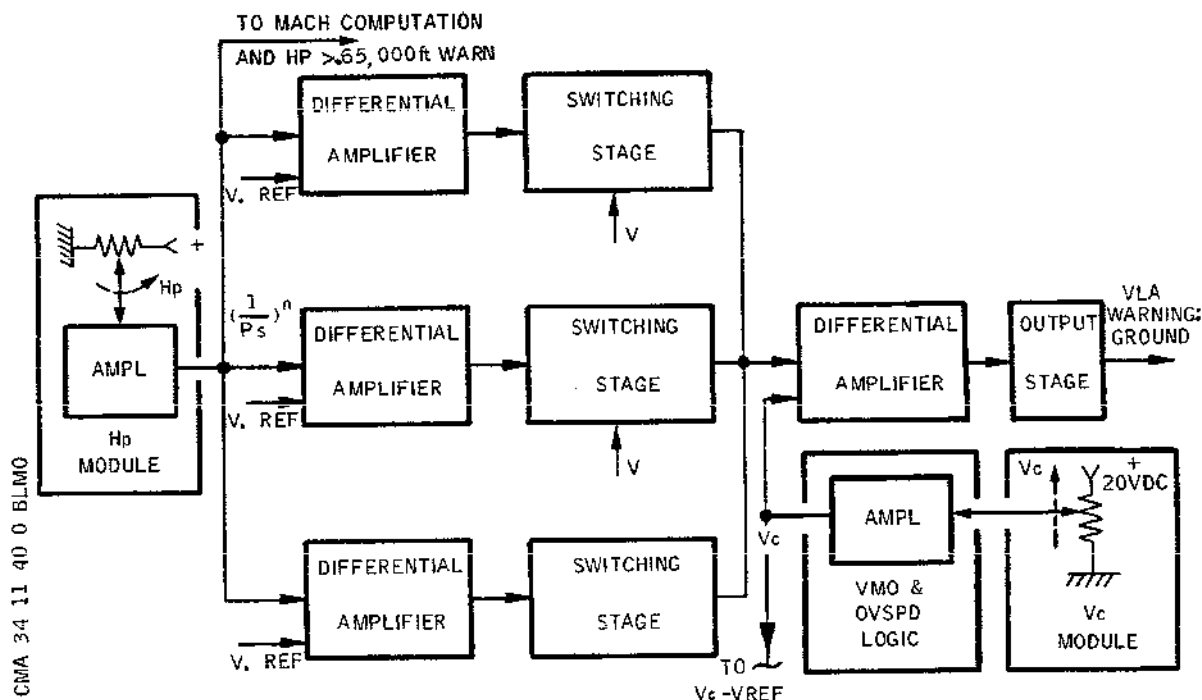 TO MACH COMPUTATION
AND HP >.65,000ft WARN
DIFFERENTIAL
AMPLIFIER
SWITCHING
STAGE
V. REF
V
+
Hp
AMPL
Hp
MODULE
(1/Ps)^n
DIFFERENTIAL
AMPLIFIER
V. REF
SWITCHING
STAGE
V
DIFFERENTIAL
AMPLIFIER
OUTPUT
STAGE
VLA
WARNING:
GROUND
DIFFERENTIAL
AMPLIFIER
V. REF
SWITCHING
STAGE
Vc
TO
Vc-VREF
AMPL
VMO &
OVSPD
LOGIC
Vc
+
20VDC
Vc
MODULE
CMA 34 11 40 0 BLMO